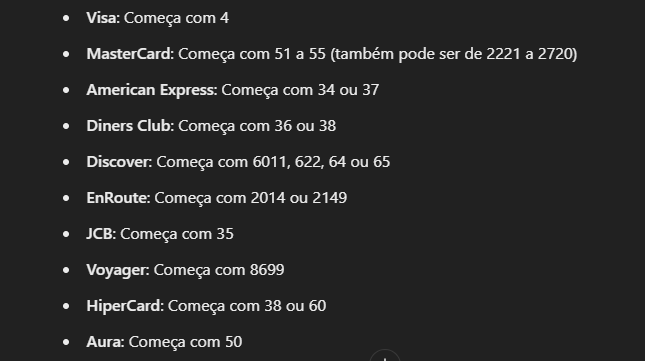 • Visa: Começa com 4
• MasterCard: Começa com 51 a 55 (também pode ser de 2221 a 2720)
• American Express: Começa com 34 ou 37
• Diners Club: Começa com 36 ou 38
• Discover: Começa com 6011, 622, 64 ou 65
• EnRoute: Começa com 2014 ou 2149
• JCB: Começa com 35
• Voyager: Começa com 8699
• HiperCard: Começa com 38 ou 60
• Aura: Começa com 50